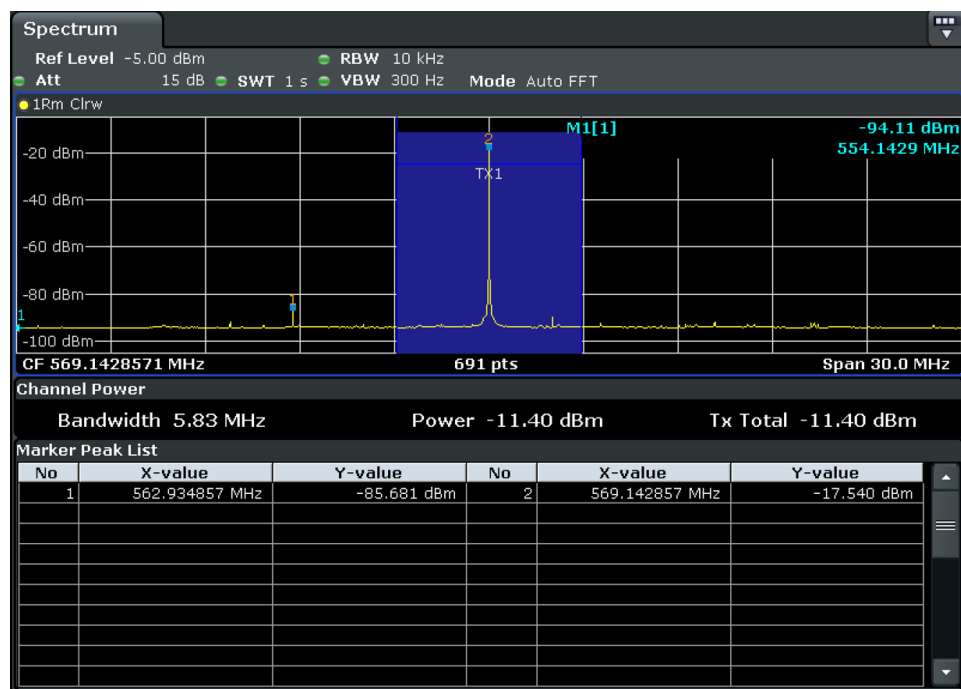 Spectrum
Ref Level -5.00 dBm RBW 10 kHz
Att 15 dB SWT 1 s VBW 300 Hz Mode Auto FFT
1Rm Clrw
M1[1] -94.11 dBm
554.1429 MHz
2
TX1
-20 dBm
-40 dBm
-60 dBm
-80 dBm
1
1
-100 dBm
CF 569.1428571 MHz 691 pts Span 30.0 MHz
Channel Power
Bandwidth 5.83 MHz Power -11.40 dBm Tx Total -11.40 dBm
Marker Peak List
No X-value Y-value No X-value Y-value
1 562.934857 MHz -85.681 dBm 2 569.142857 MHz -17.540 dBm